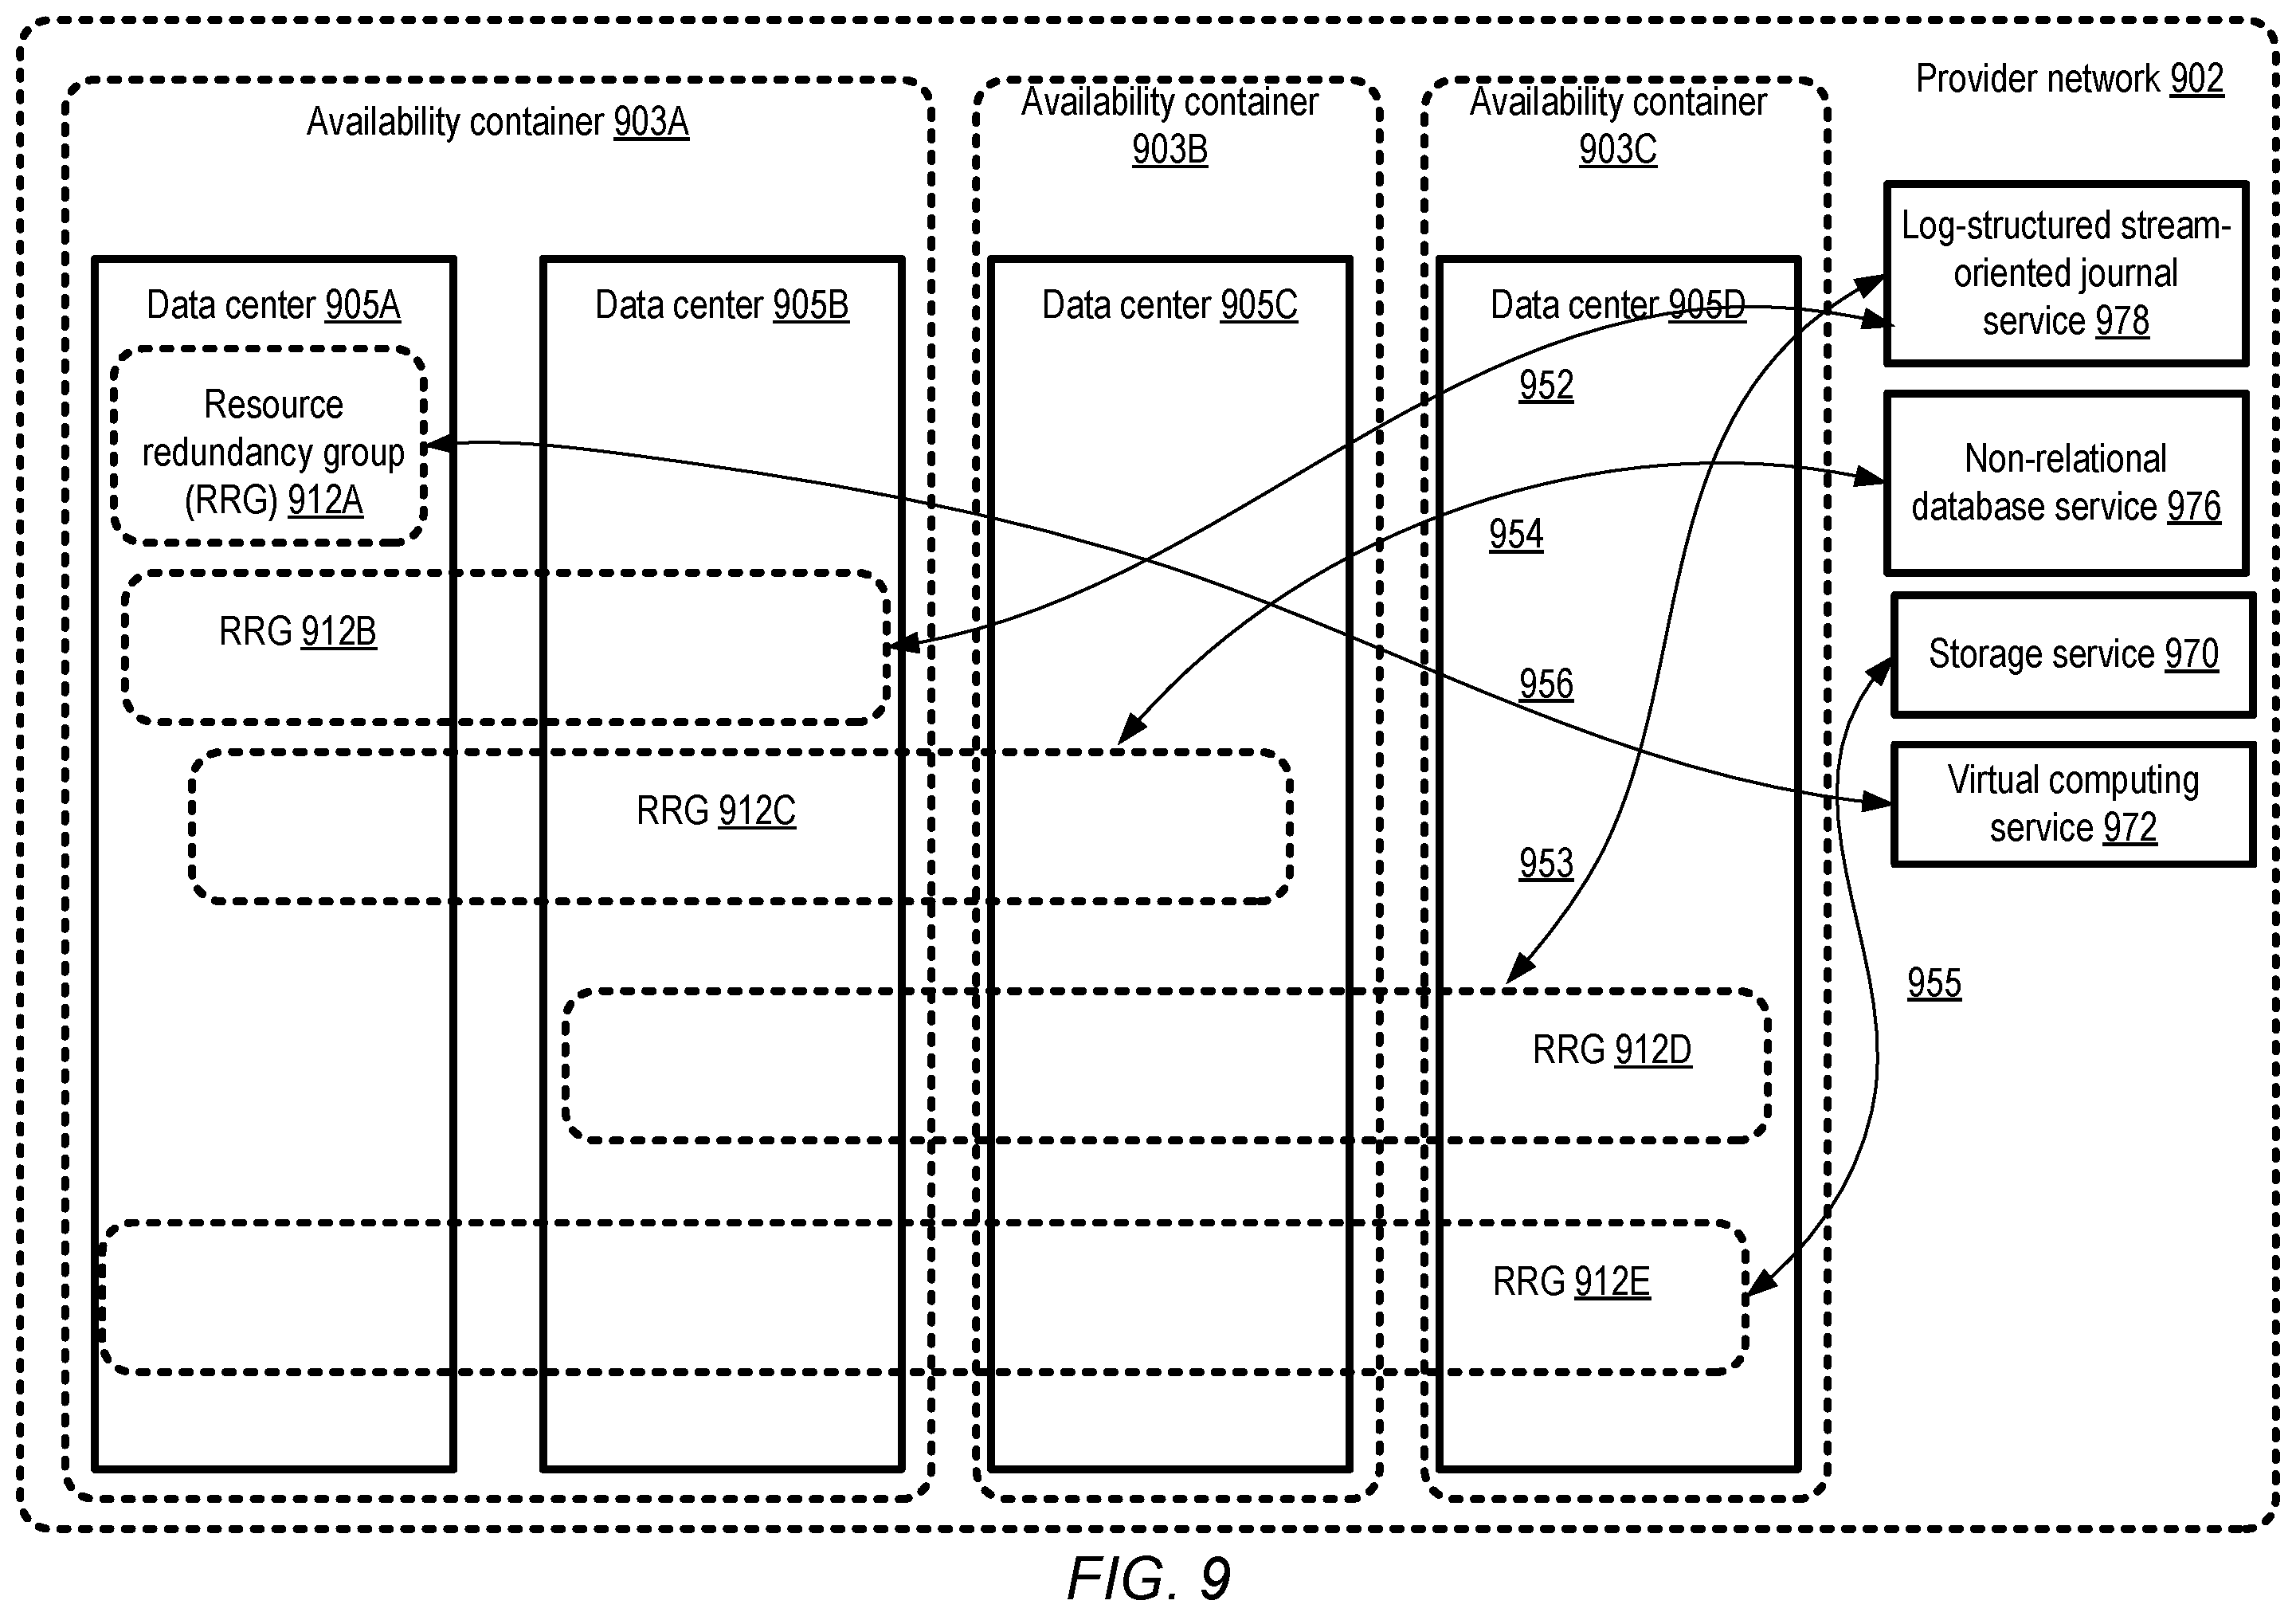 Provider network 902
Availability container 903A
Availability container
903B
Availability container
903C
Data center 905A
Data center 905B
Data center 905C
Data center 905D
Log-structured stream-
oriented journal
service 978
Resource
redundancy group
(RRG) 912A
952
Non-relational
database service 976
954
RRG 912B
Storage service 970
956
RRG 912C
Virtual computing
service 972
953
955
RRG 912D
RRG 912E
FIG. 9